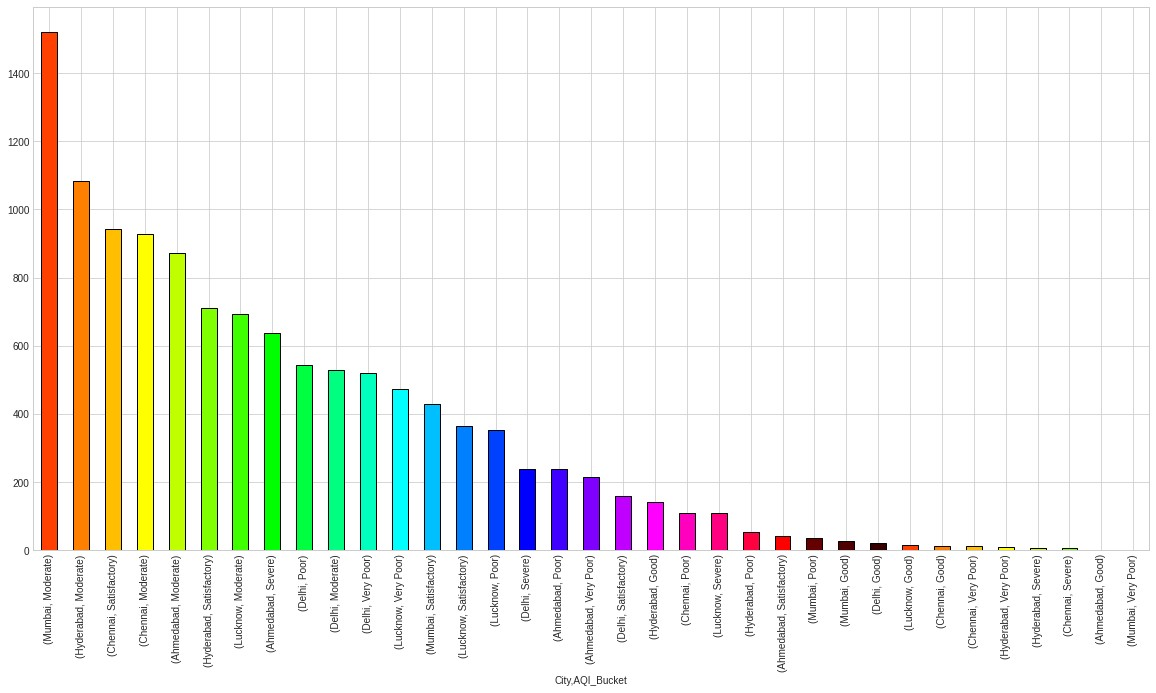 1400
1200
1000
800
600
400
200
0
(Mumbai, Moderate)
(Hyderabad, Moderate)
(Chennai, Satisfactory)
(Chennai, Moderate)
(Ahmedabad, Moderate)
(Hyderabad, Satisfactory)
(Lucknow, Moderate)
(Ahmedabad, Severe)
(Delhi, Poor)
(Delhi, Moderate)
(Delhi, Very Poor)
(Lucknow, Very Poor)
(Mumbai, Satisfactory)
(Lucknow, Satisfactory)
(Lucknow, Poor)
(Delhi, Severe)
(Ahmedabad, Poor)
(Ahmedabad, Very Poor)
(Delhi, Satisfactory)
(Hyderabad, Good)
(Chennai, Poor)
(Lucknow, Severe)
(Hyderabad, Poor)
(Ahmedabad, Satisfactory)
(Mumbai, Poor)
(Mumbai, Good)
(Delhi, Good)
(Lucknow, Good)
(Chennai, Good)
(Chennai, Very Poor)
(Hyderabad, Very Poor)
(Hyderabad, Severe)
(Chennai, Severe)
(Ahmedabad, Good)
(Mumbai, Very Poor)
City,AQI_Bucket